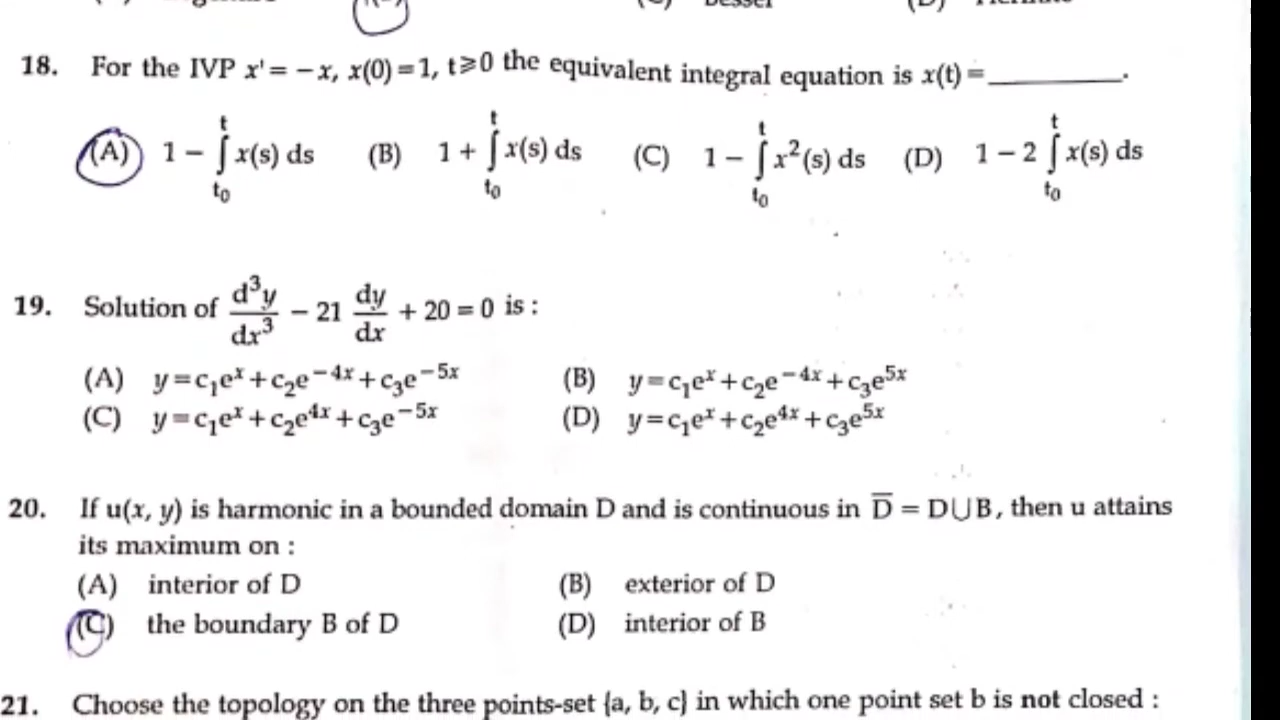 18. For the IVP x' = − x, x(0) = 1, t ⩾ 0 the equivalent integral equation is x(t) = __________.
(A) 1 − ∫_{t₀}^{t} x(s) ds (B) 1 + ∫_{t₀}^{t} x(s) ds (C) 1 − ∫_{t₀}^{t} x²(s) ds (D) 1 − 2 ∫_{t₀}^{t} x(s) ds
19. Solution of d³y/dx³ − 21 dy/dx + 20 = 0 is :
(A) y = c₁eˣ + c₂e^{−4x} + c₃e^{−5x} (B) y = c₁eˣ + c₂e^{−4x} + c₃e^{5x}
(C) y = c₁eˣ + c₂e^{4x} + c₃e^{−5x} (D) y = c₁eˣ + c₂e^{4x} + c₃e^{5x}
20. If u(x, y) is harmonic in a bounded domain D and is continuous in D̅ = D∪B, then u attains
its maximum on :
(A) interior of D (B) exterior of D
(C) the boundary B of D (D) interior of B
21. Choose the topology on the three points-set {a, b, c} in which one point set b is not closed :